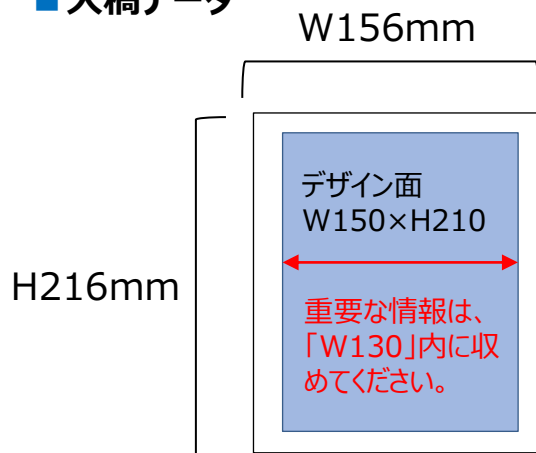 W156mm
デザイン面
W150×H210
H216mm
重要な情報は、
「W130」内に収
めてください。